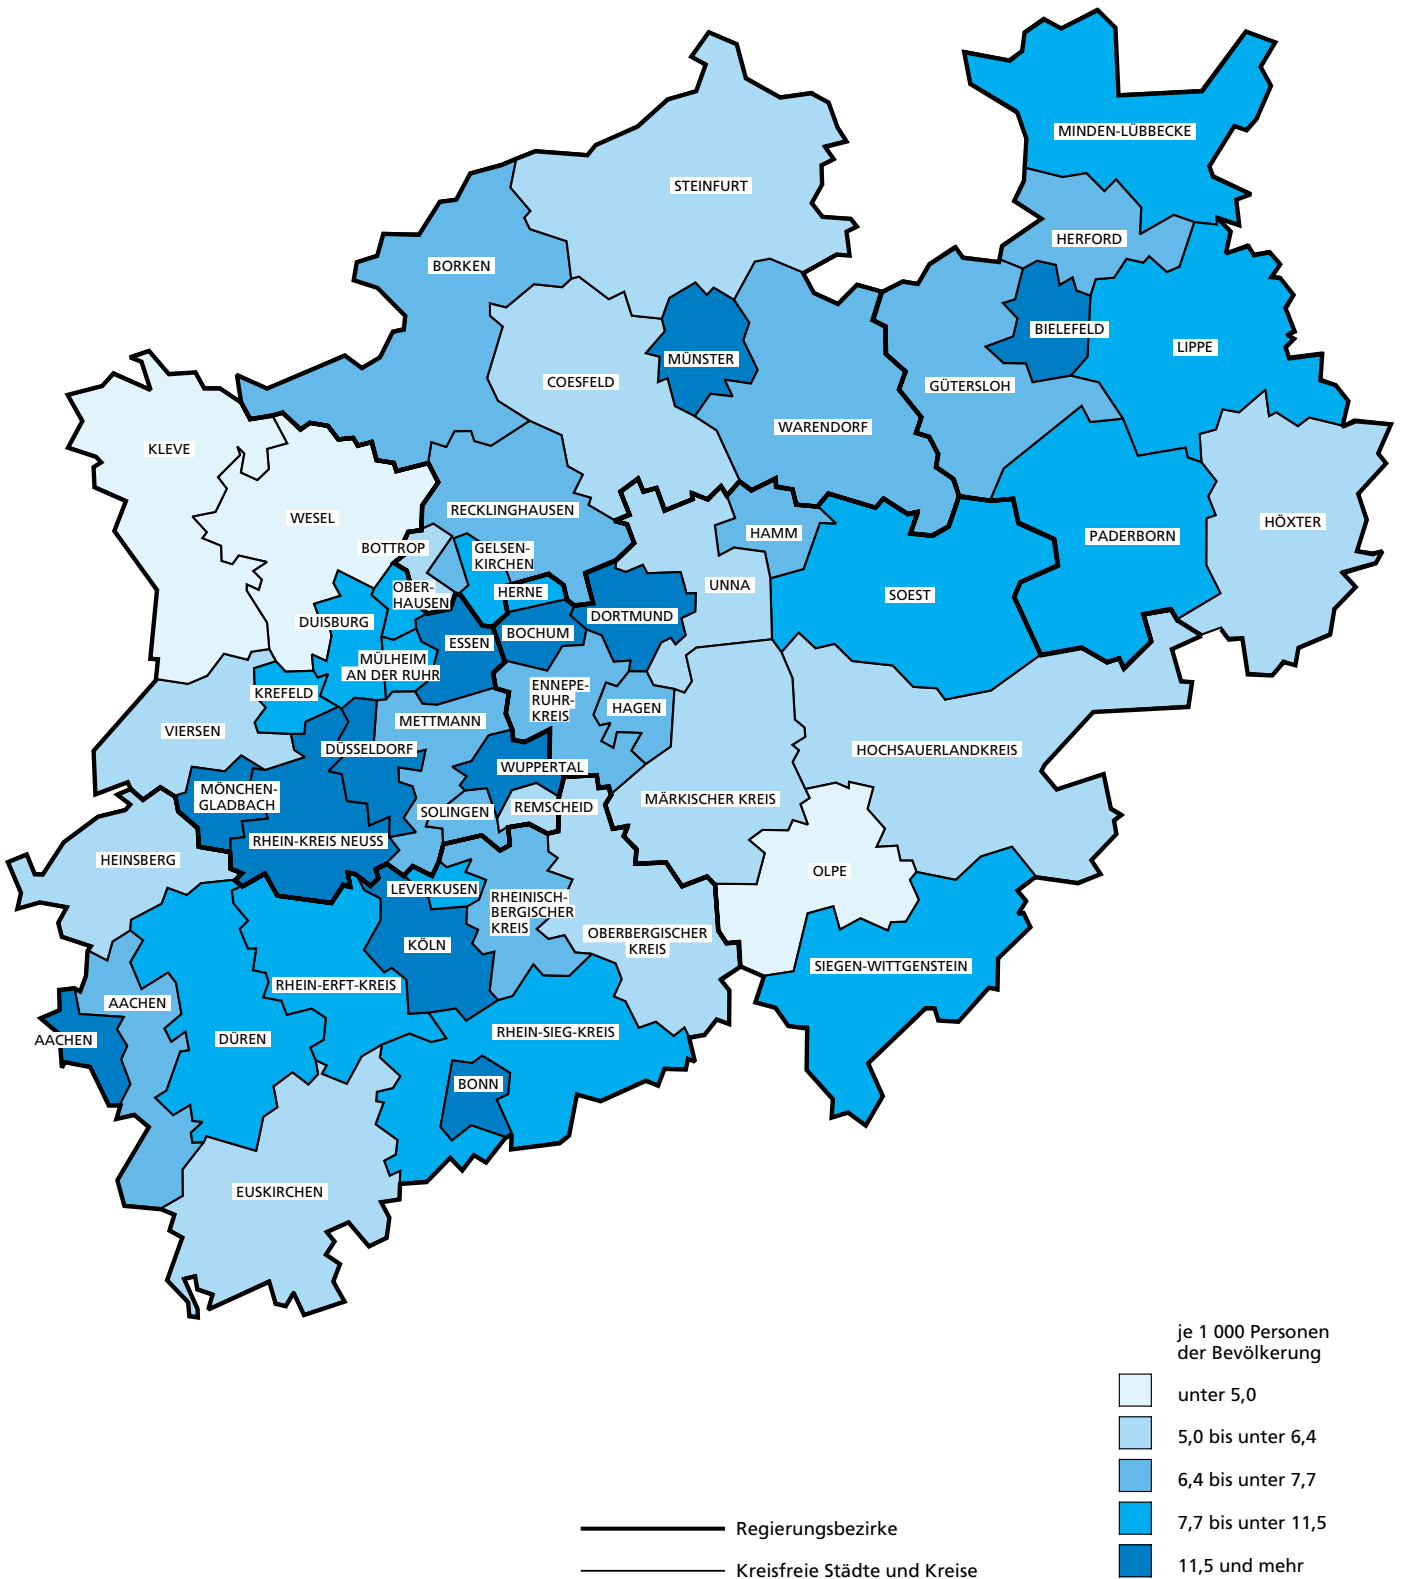 MINDEN-LÜBBECKE
STEINFURT
HERFORD
BORKEN
BIELEFELD
LIPPE
MÜNSTER
COESFELD
GÜTERSLOH
WARENDORF
KLEVE
RECKLINGHAUSEN
WESEL
HÖXTER
HAMM
PADERBORN
BOTTROP
GELSEN-
KIRCHEN
UNNA
OBER-
HAUSEN
HERNE
SOEST
DORTMUND
DUISBURG
BOCHUM
ESSEN
MÜLHEIM
AN DER RUHR
KREFELD
ENNEPE-
RUHR-
KREIS
HAGEN
METTMANN
VIERSEN
DÜSSELDORF
HOCHSAUERLANDKREIS
WUPPERTAL
MÖNCHEN-
GLADBACH
MÄRKISCHER KREIS
REMSCHEID
SOLINGEN
RHEIN-KREIS NEUSS
HEINSBERG
OLPE
LEVERKUSEN
RHEINISCH-
BERGISCHER
KREIS
OBERBERGISCHER
KREIS
KÖLN
SIEGEN-WITTGENSTEIN
RHEIN-ERFT-KREIS
AACHEN
RHEIN-SIEG-KREIS
AACHEN
DÜREN
BONN
EUSKIRCHEN
je 1 000 Personen
der Bevölkerung
unter 5,0
5,0 bis unter 6,4
6,4 bis unter 7,7
7,7 bis unter 11,5
11,5 und mehr
Regierungsbezirke
Kreisfreie Städte und Kreise